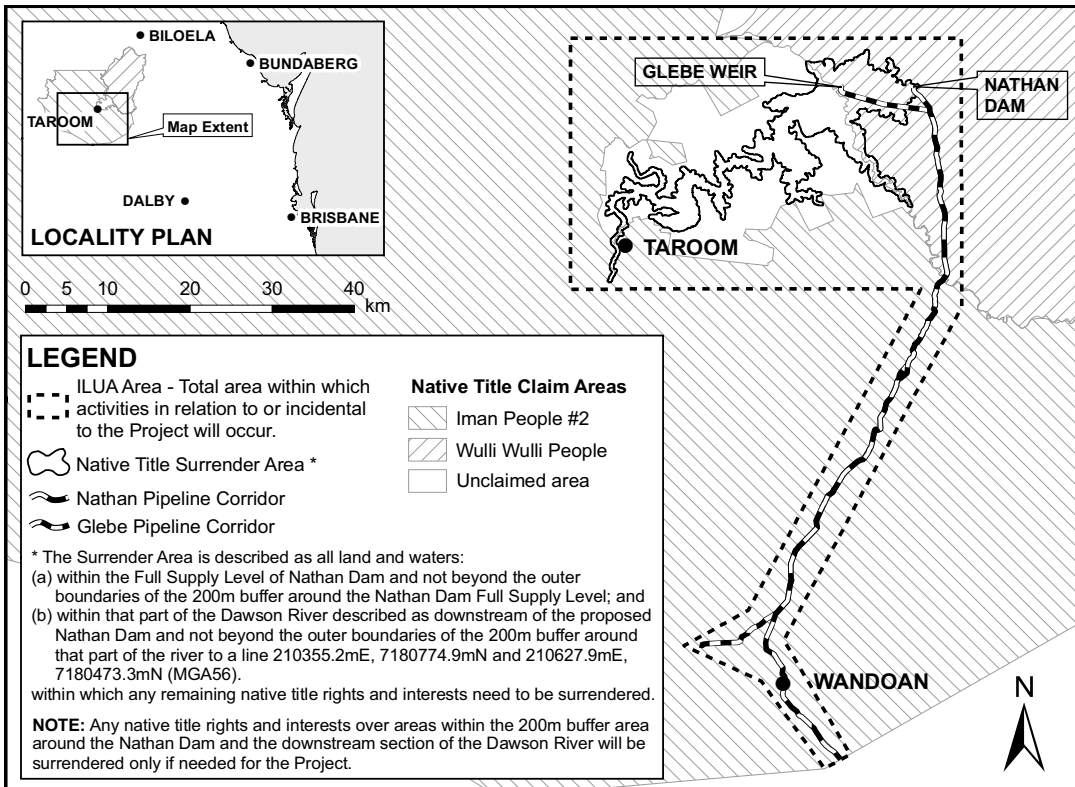 BILOELA
BUNDABERG
TAROOM
Map Extent
DALBY
BRISBANE
LOCALITY PLAN
0 10 20 30 40
km
GLEBE WEIR
NATHAN
DAM
TAROOM
WANDOAN
N
LEGEND
ILUA Area - Total area within which
activities in relation to or incidental
to the Project will occur.
Native Title Surrender Area *
Nathan Pipeline Corridor
Glebe Pipeline Corridor
Native Title Claim Areas
Iman People #2
Wulli Wulli People
Unclaimed area
* The Surrender Area is described as all land and waters:
(a) within the Full Supply Level of Nathan Dam and not beyond the outer
boundaries of the 200m buffer around the Nathan Dam Full Supply Level; and
(b) within that part of the Dawson River described as downstream of the proposed
Nathan Dam and not beyond the outer boundaries of the 200m buffer around
that part of the river to a line 210355.2mE, 7180774.9mN and 210627.9mE,
7180473.3mN (MGA56).
within which any remaining native title rights and interests need to be surrendered.
NOTE: Any native title rights and interests over areas within the 200m buffer area
around the Nathan Dam and the downstream section of the Dawson River will be
surrendered only if needed for the Project.